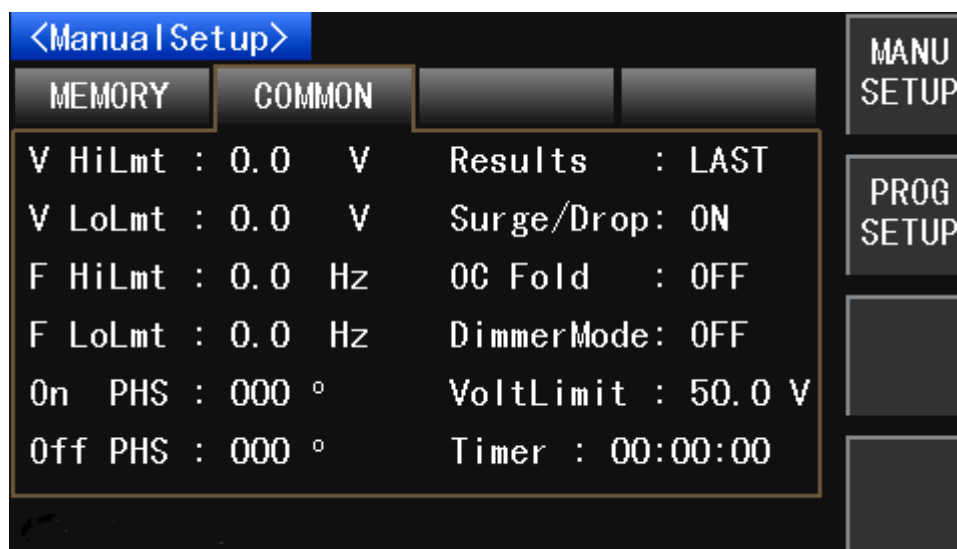 <ManualSetup>
MEMORY COMMON
V HiLmt : 0.0 V
V LoLmt : 0.0 V
F HiLmt : 0.0 Hz
F LoLmt : 0.0 Hz
On PHS : 000 °
Off PHS : 000 °
Results : LAST
Surge/Drop: ON
OC Fold : OFF
DimmerMode: OFF
VoltLimit : 50.0 V
Timer : 00:00:00
MANU
SETUP
PROG
SETUP